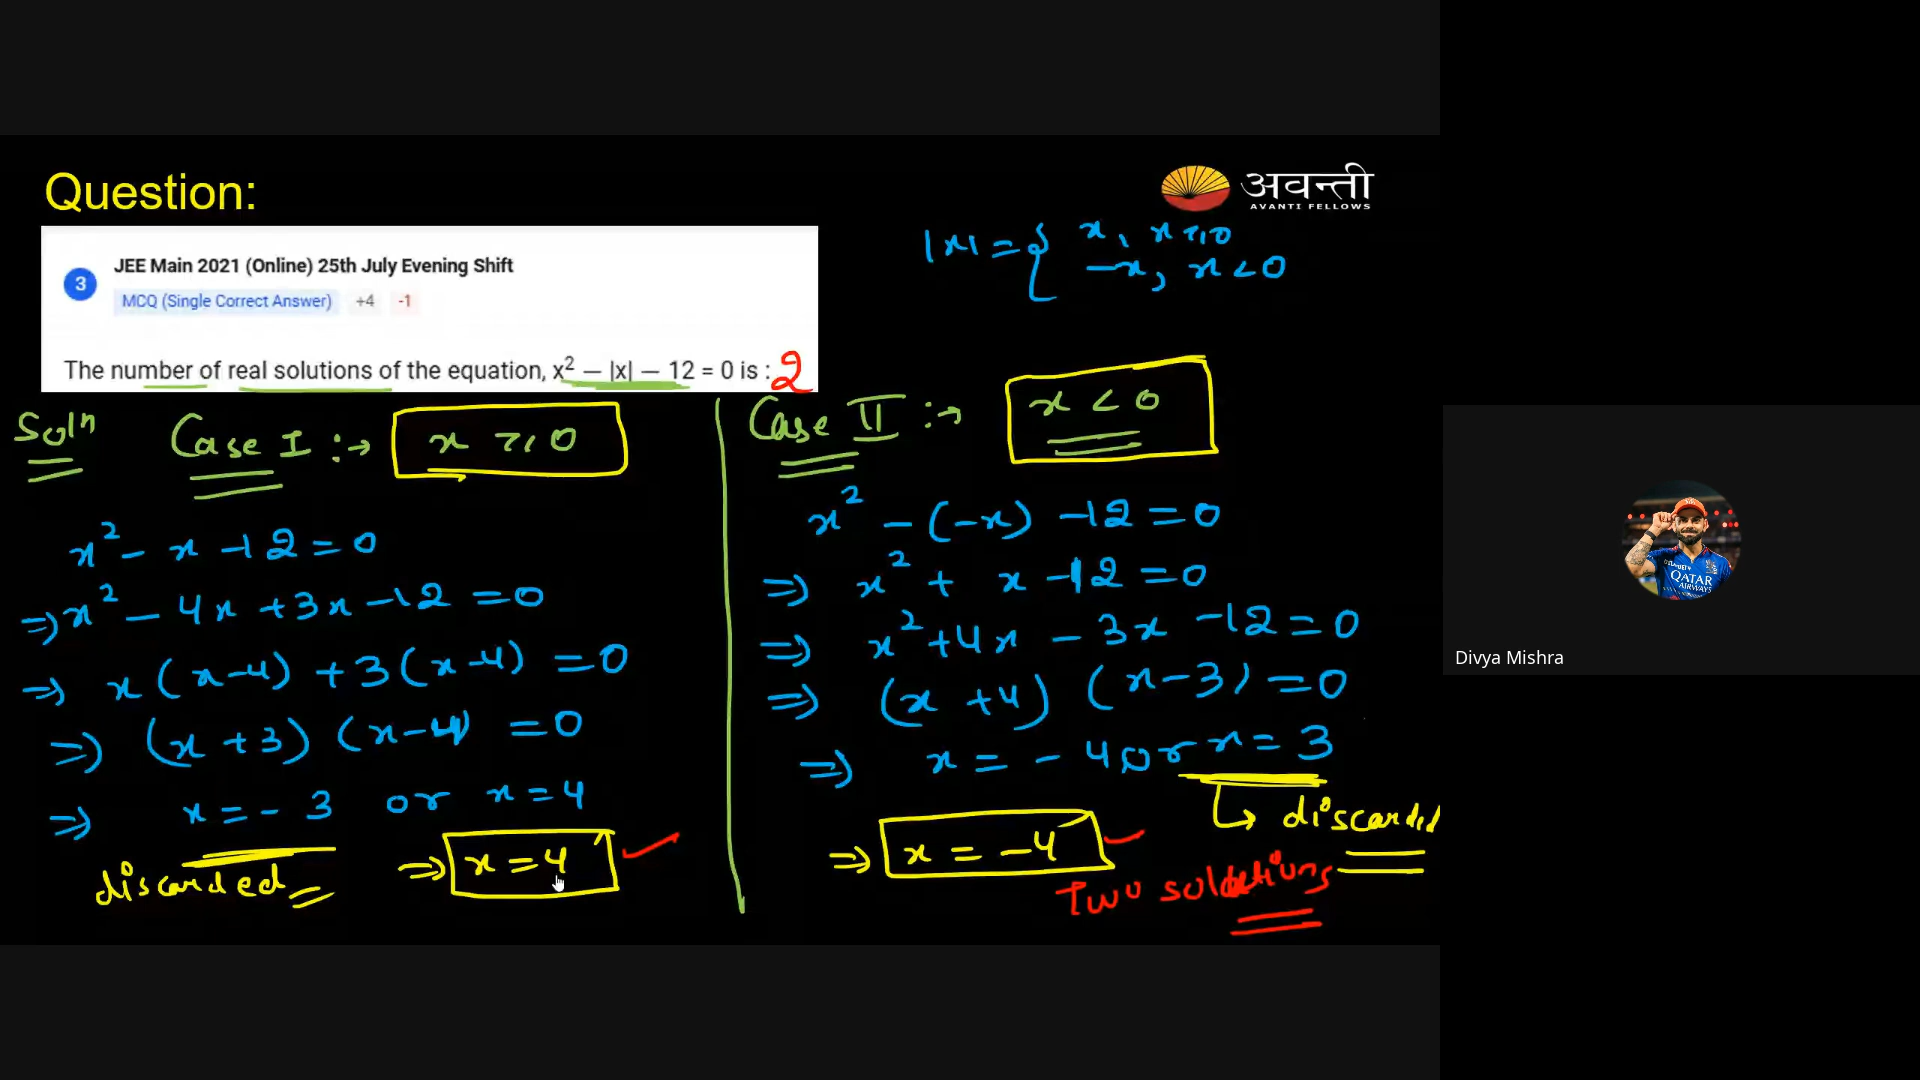 Question:
अवन्ती
AVANTI FELLOWS
3
JEE Main 2021 (Online) 25th July Evening Shift
MCQ (Single Correct Answer) +4 -1
The number of real solutions of the equation, x² − |x| − 12 = 0 is : 2
|x| = { x, x ≥ 0
-x, x < 0
Soln Case I :→ x ≥ 0
x² - x - 12 = 0
⇒ x² - 4x + 3x - 12 = 0
⇒ x(x-4) + 3(x-4) = 0
⇒ (x+3) (x-4) = 0
⇒ x = -3 or x = 4
discarded ⇒ x = 4 ✓
Case II :→ x < 0
x² - (-x) - 12 = 0
⇒ x² + x - 12 = 0
⇒ x² + 4x - 3x - 12 = 0
⇒ (x+4) (x-3) = 0
⇒ x = -4 or x = 3
↳ discarded
⇒ x = -4 ✓
Two solutions
QATAR
AIRWAYS
Divya Mishra